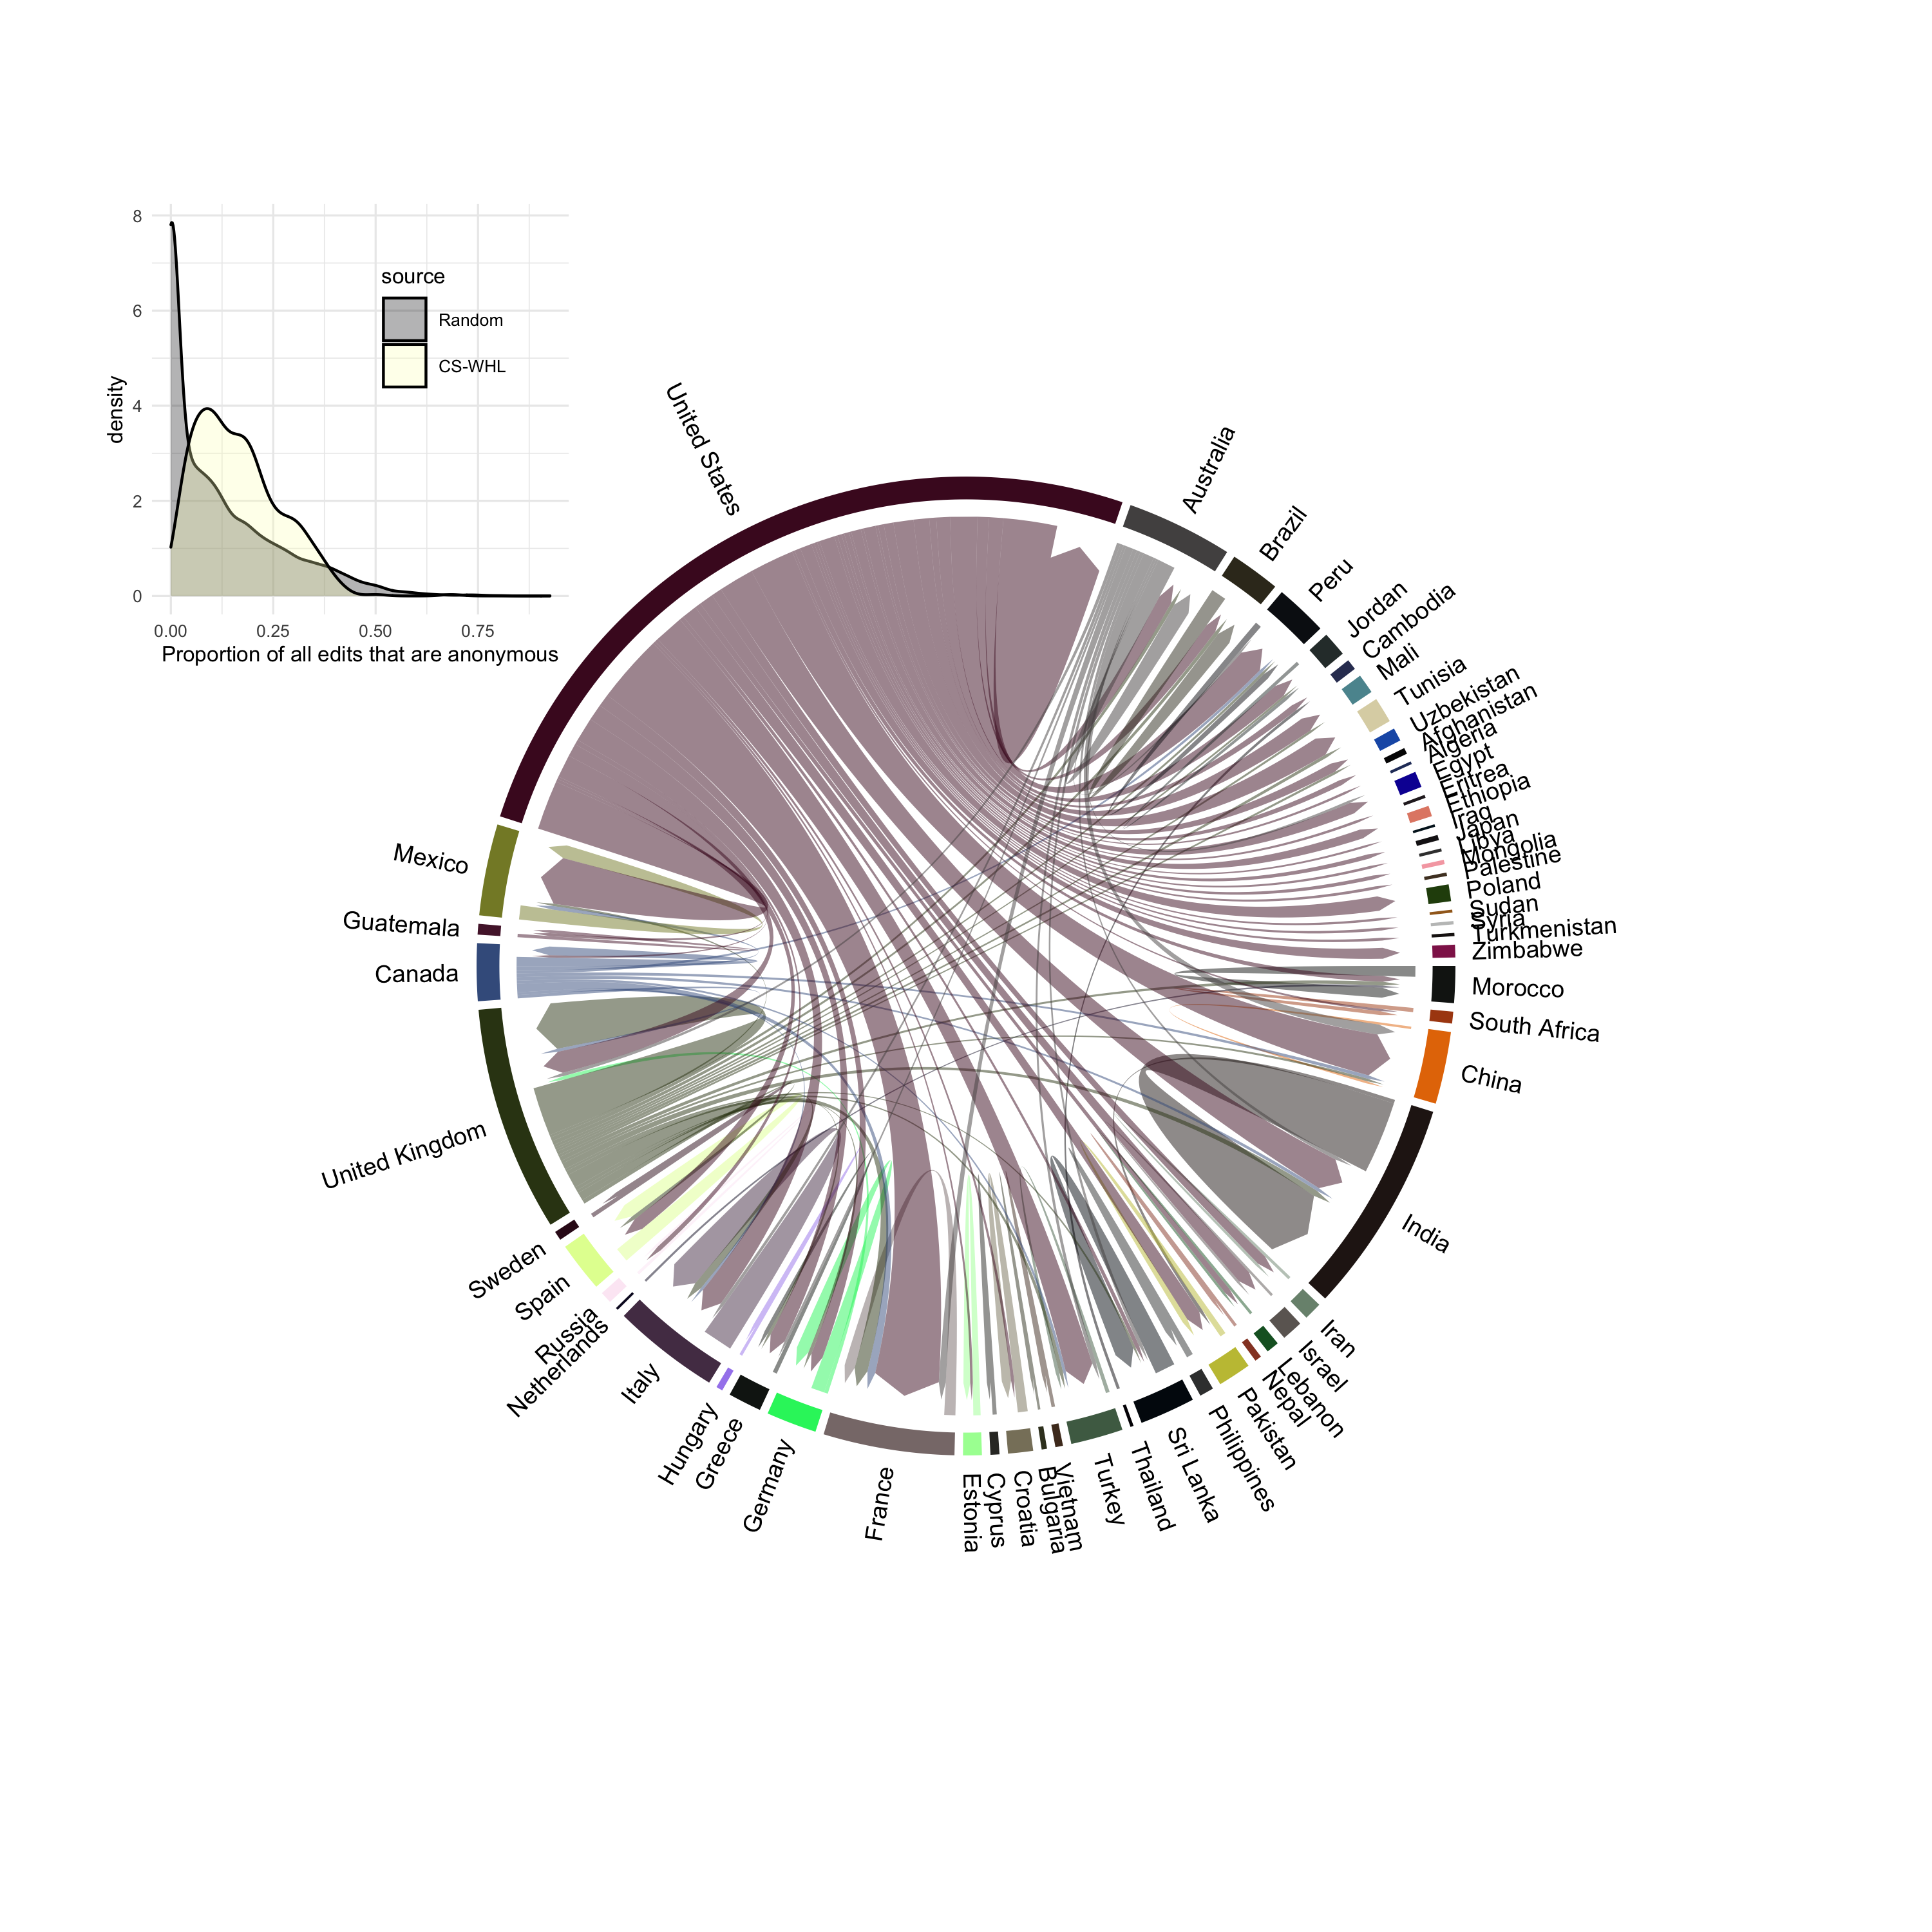 8
6
4
2
0
density
source
Random
CS-WHL
0.00
0.25
0.50
0.75
Proportion of all edits that are anonymous
United States
Australia
Brazil
Peru
Jordan
Cambodia
Mali
Tunisia
Uzbekistan
Afghanistan
Algeria
Egypt
Eritrea
Ethiopia
Iraq
Japan
Libya
Mongolia
Palestine
Poland
Sudan
Syria
Turkmenistan
Zimbabwe
Morocco
South Africa
China
India
Iran
Israel
Lebanon
Nepal
Pakistan
Philippines
Sri Lanka
Thailand
Turkey
Vietnam
Bulgaria
Croatia
Cyprus
Estonia
France
Germany
Greece
Hungary
Italy
Netherlands
Russia
Spain
Sweden
United Kingdom
Canada
Guatemala
Mexico